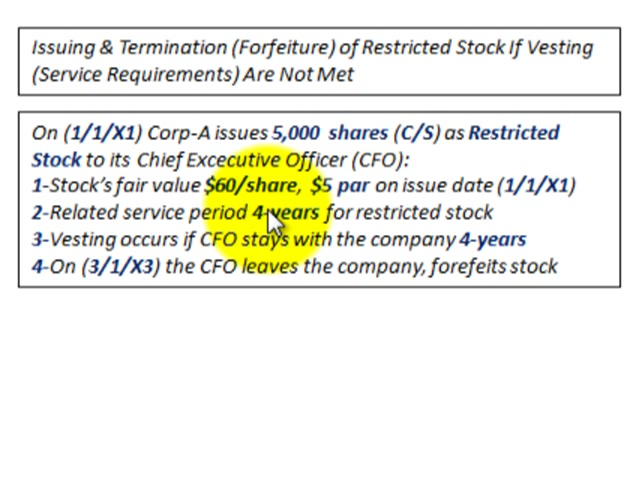 Issuing & Termination (Forfeiture) of Restricted Stock If Vesting
(Service Requirements) Are Not Met
On (1/1/X1) Corp-A issues 5,000 shares (C/S) as Restricted
Stock to its Chief Excecutive Officer (CFO):
1-Stock's fair value $60/share, $5 par on issue date (1/1/X1)
2-Related service period 4-years for restricted stock
3-Vesting occurs if CFO stays with the company 4-years
4-On (3/1/X3) the CFO leaves the company, forefeits stock